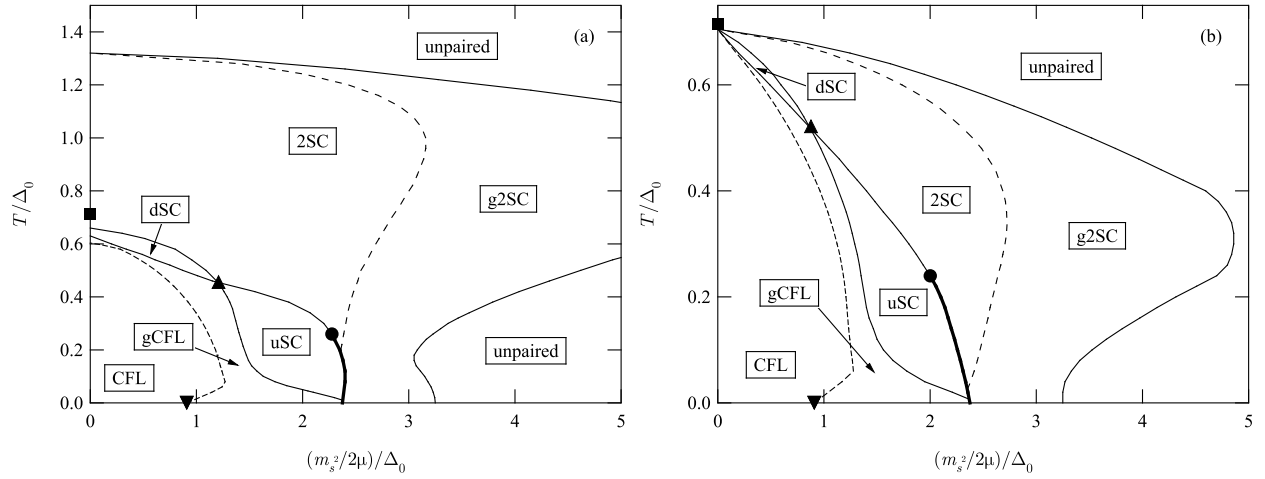 1.4
1.2
1.0
0.8
0.6
0.4
0.2
0.0
T/Δ₀
(a)
unpaired
2SC
g2SC
dSC
gCFL
uSC
CFL
unpaired
0 1 2 3 4 5
(mₛ²/2μ)/Δ₀
0.6
0.4
0.2
0.0
T/Δ₀
(b)
unpaired
dSC
2SC
g2SC
gCFL
uSC
CFL
0 1 2 3 4 5
(mₛ²/2μ)/Δ₀